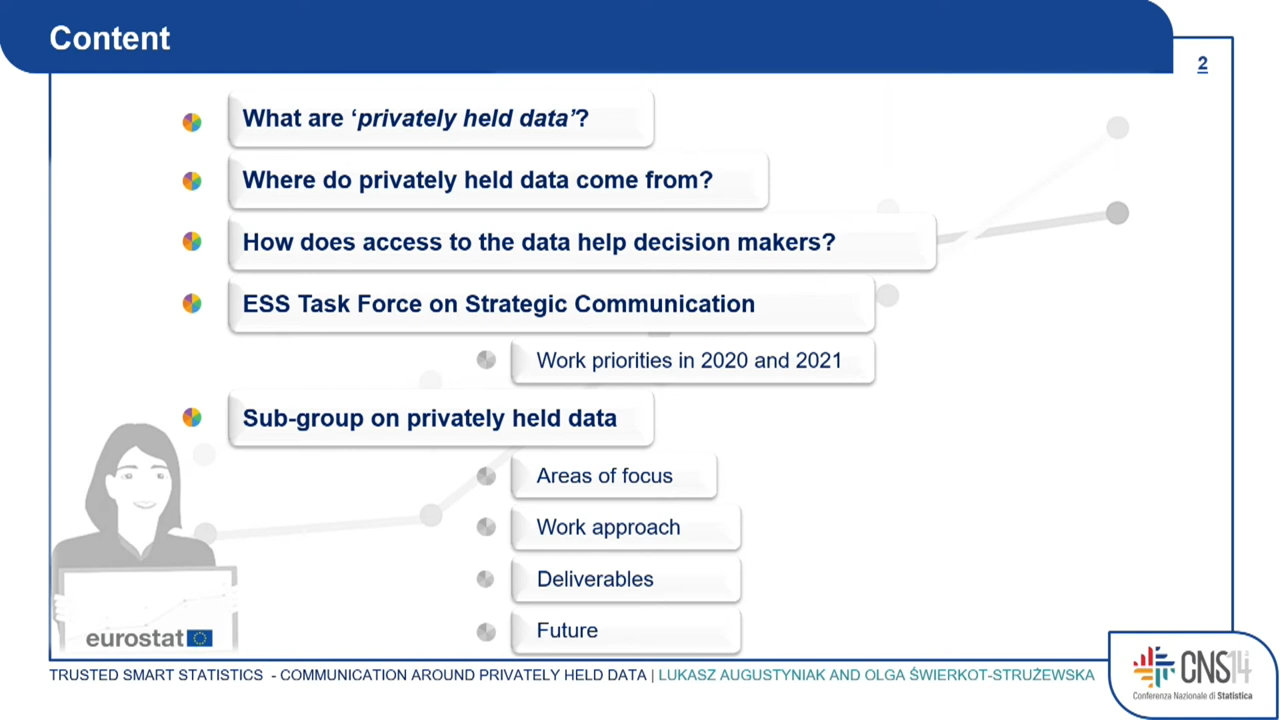 Content
2
What are ‘privately held data’?
Where do privately held data come from?
How does access to the data help decision makers?
ESS Task Force on Strategic Communication
Work priorities in 2020 and 2021
Sub-group on privately held data
Areas of focus
Work approach
Deliverables
Future
eurostat
TRUSTED SMART STATISTICS - COMMUNICATION AROUND PRIVATELY HELD DATA | LUKASZ AUGUSTYNIAK AND OLGA ŚWIERKOT-STRUŻEWSKA
CNS14
Conferenza Nazionale di Statistica